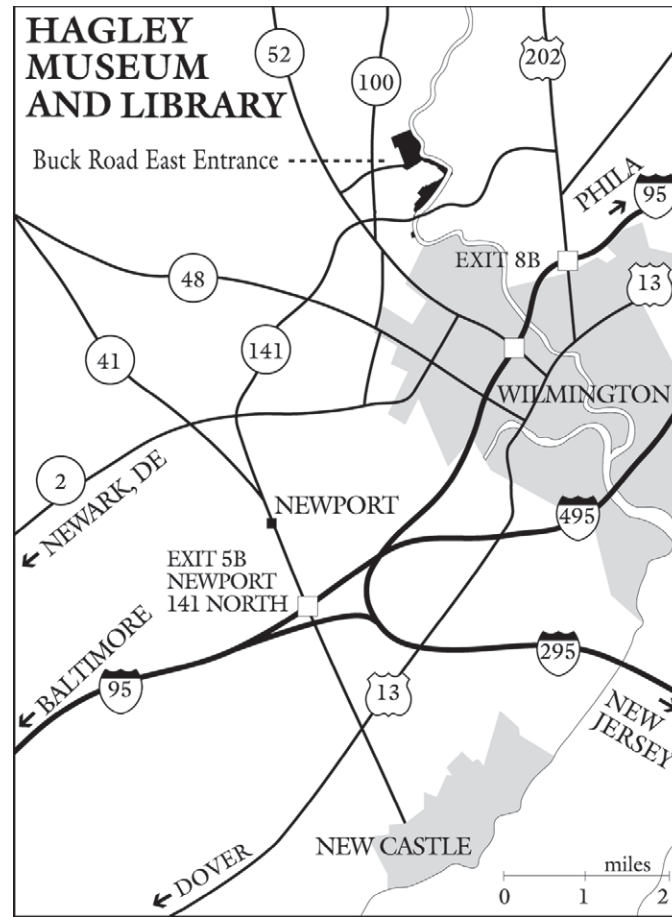 HAGLEY
MUSEUM
AND LIBRARY
52
100
202
Buck Road East Entrance
PHILA
95
EXIT 8B
13
48
41
141
WILMINGTON
2
NEWARK, DE
NEWPORT
495
EXIT 5B
NEWPORT
141 NORTH
BALTIMORE
95
295
13
NEW
JERSEY
NEW CASTLE
DOVER
miles
0 1 2